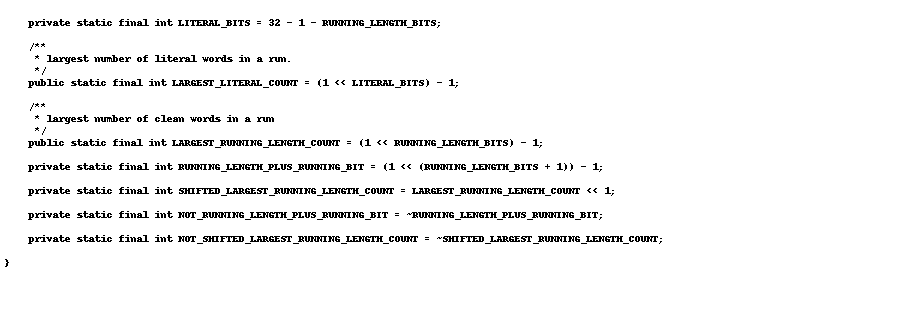 private static final int LITERAL_BITS = 32 - 1 - RUNNING_LENGTH_BITS;
/**
* largest number of literal words in a run.
*/
public static final int LARGEST_LITERAL_COUNT = (1 << LITERAL_BITS) - 1;
/**
* largest number of clean words in a run
*/
public static final int LARGEST_RUNNING_LENGTH_COUNT = (1 << RUNNING_LENGTH_BITS) - 1;
private static final int RUNNING_LENGTH_PLUS_RUNNING_BIT = (1 << (RUNNING_LENGTH_BITS + 1)) - 1;
private static final int SHIFTED_LARGEST_RUNNING_LENGTH_COUNT = LARGEST_RUNNING_LENGTH_COUNT << 1;
private static final int NOT_RUNNING_LENGTH_PLUS_RUNNING_BIT = ~RUNNING_LENGTH_PLUS_RUNNING_BIT;
private static final int NOT_SHIFTED_LARGEST_RUNNING_LENGTH_COUNT = ~SHIFTED_LARGEST_RUNNING_LENGTH_COUNT;
}